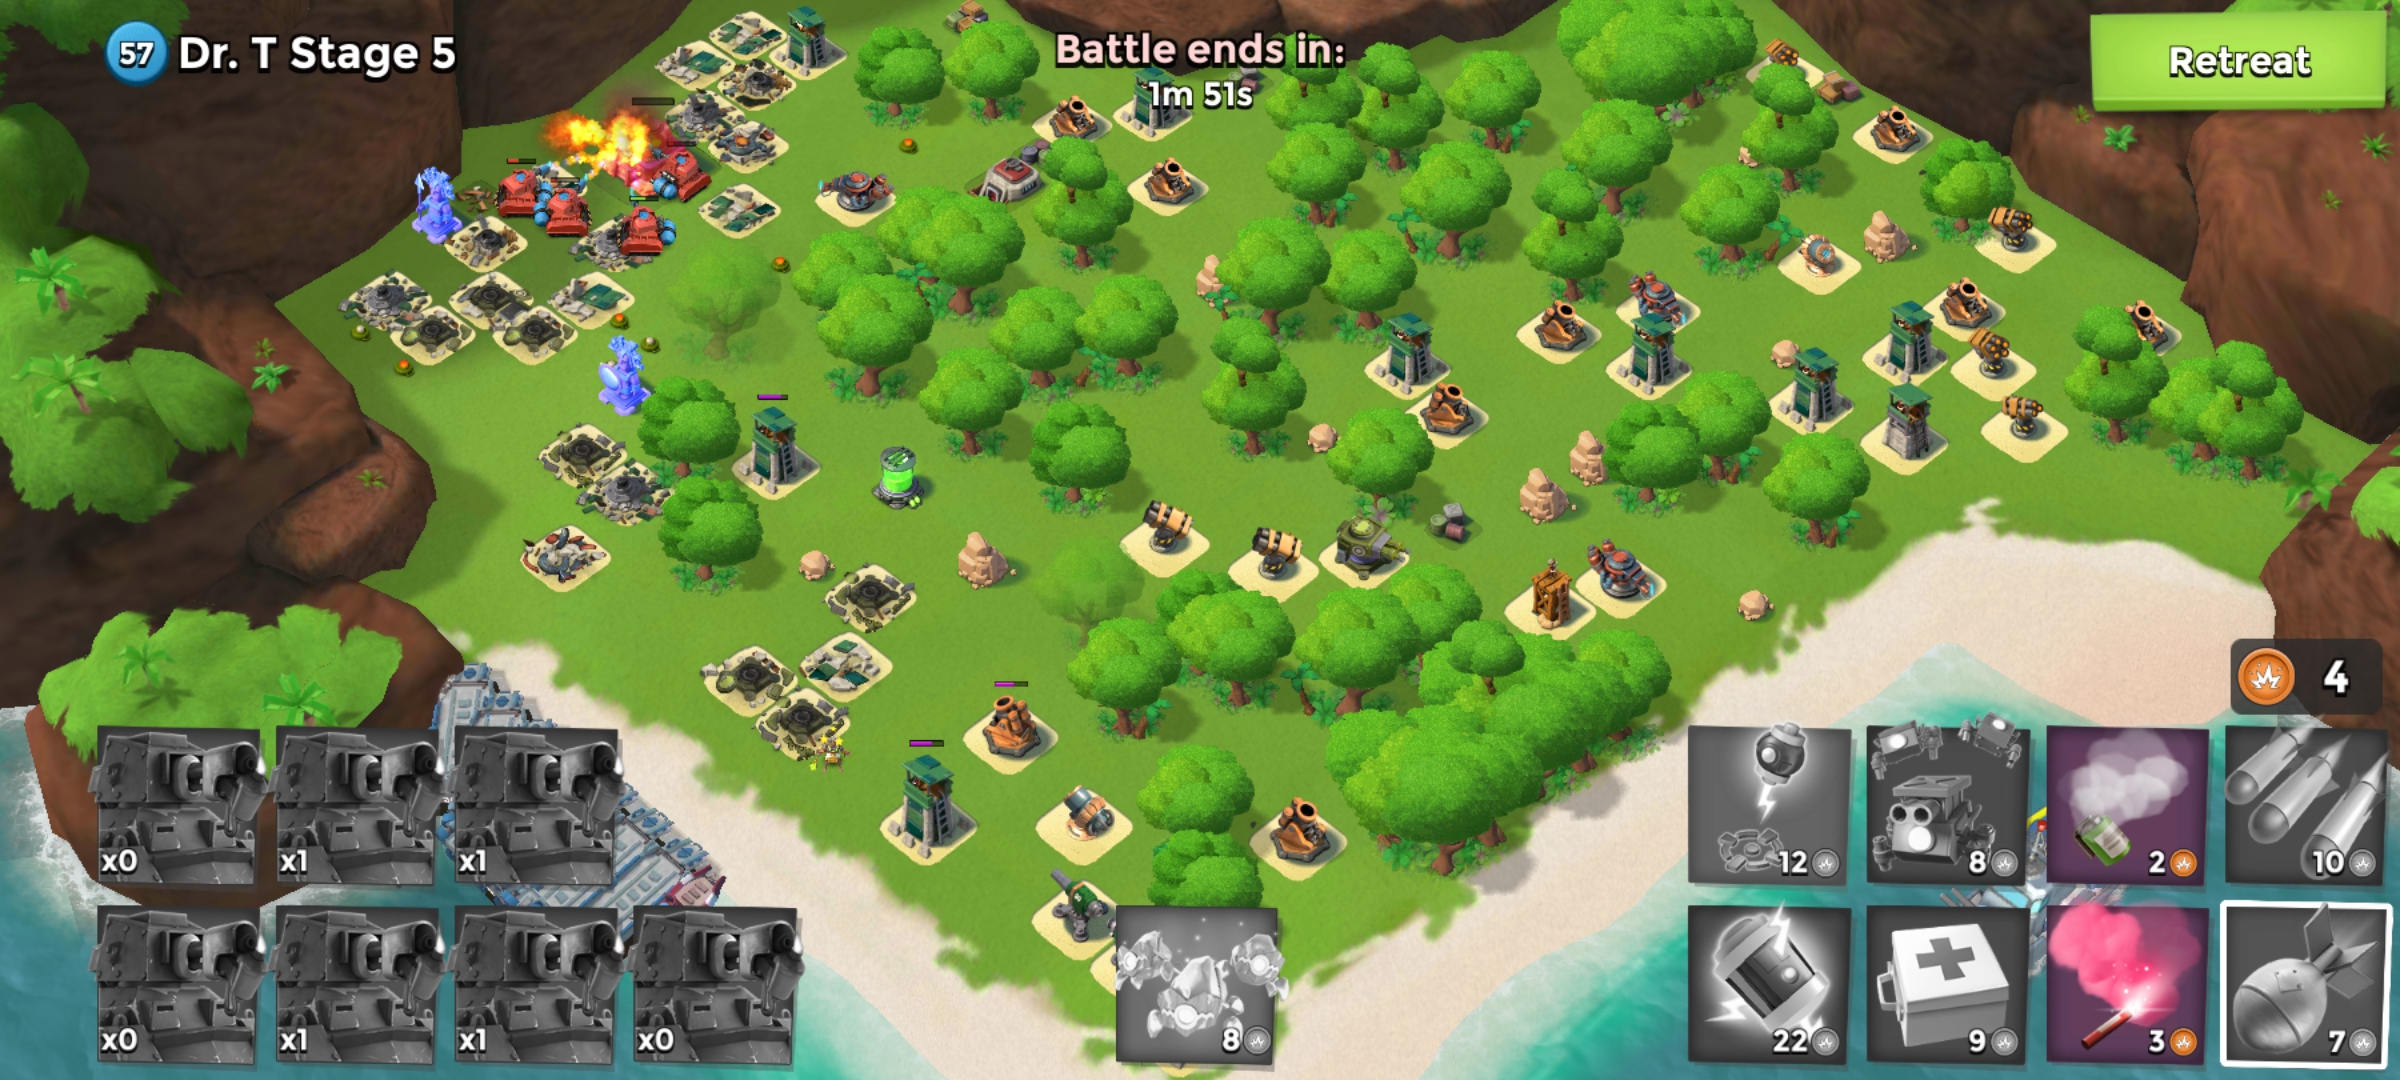 57 Dr. T Stage 5
Battle ends in:
1m 51s
Retreat
4
x0 x1 x1
12 8 2 10
x0 x1 x1 x0
8
22 9 3 7